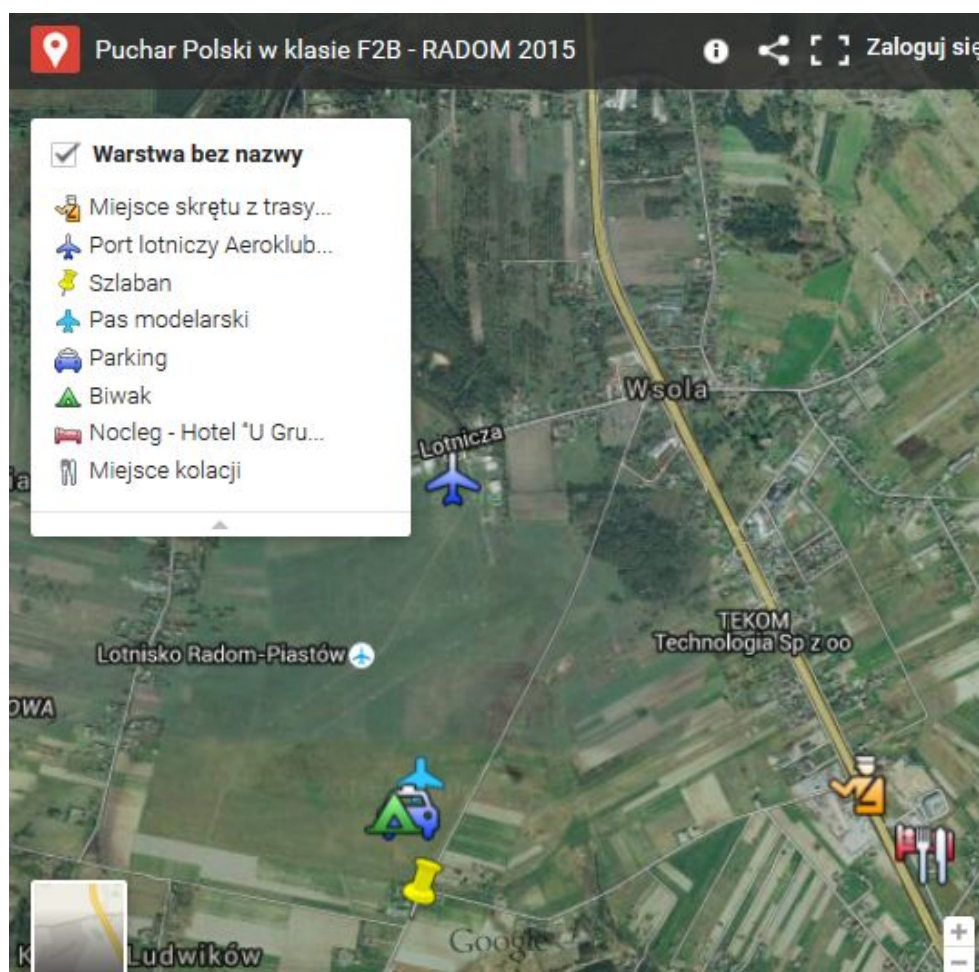 Puchar Polski w klasie F2B - RADOM 2015
Zaloguj się
Warstwa bez nazwy
Miejsce skrętu z trasy...
Port lotniczy Aeroklub...
Szlaban
Pas modelarski
Parking
Biwak
Nocleg - Hotel "U Gru...
Miejsce kolacji
Wsola
Lotnicza
TEKOM
Technologia Sp z oo
Lotnisko Radom-Piastów
OWA
Google
Ludwików